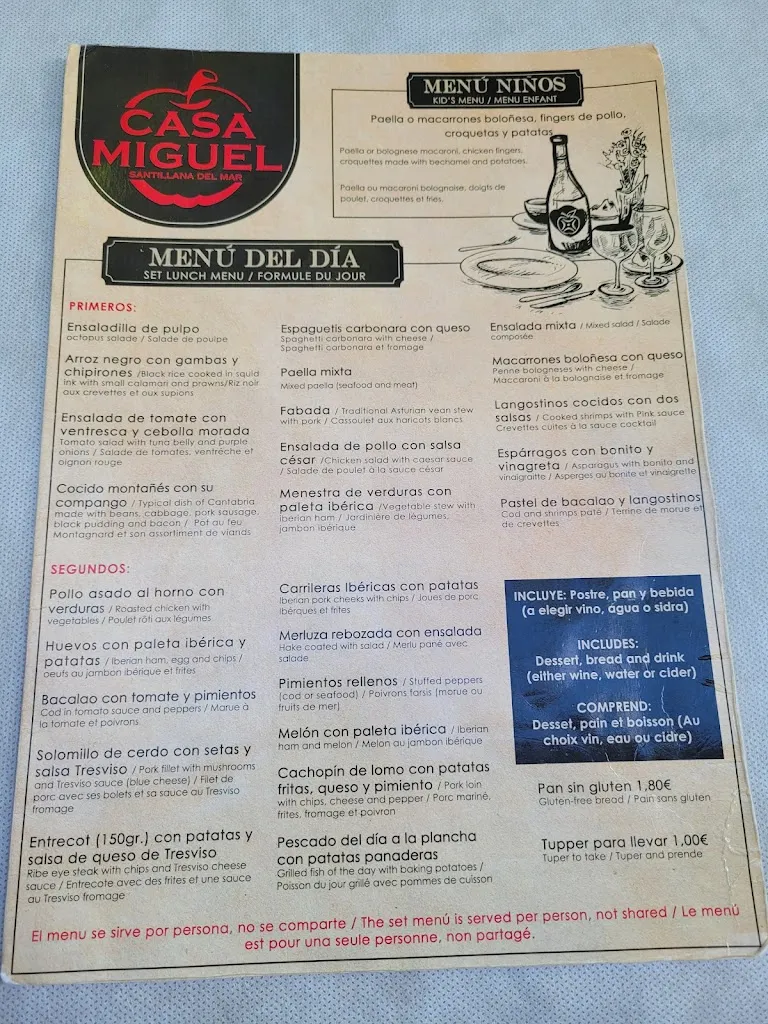 CASA
MIGUEL
SANTILLANA DEL MAR
MENÚ NIÑOS
KID'S MENU / MENU ENFANT
Paella o macarrones boloñesa, fingers de pollo,
croquetas y patatas
Paella or bolognese macaroni, chicken fingers,
croquettes made with bechamel and potatoes.
Paella ou macaroni bolognaise, doigts de
poulet, croquettes et fries.
MENÚ DEL DÍA
SET LUNCH MENU / FORMULE DU JOUR
PRIMEROS:
Ensaladilla de pulpo
octopus salade / Salade de poulpe
Arroz negro con gambas y
chipirones /Black rice cooked in squid
ink with small calamari and prawns/Riz noir
aux crevettes et oux supions
Ensalada de tomate con
ventresca y cebolla morada
Tomato salad with tuna belly and purple
onions / Salade de tomates, ventrèche et
oignan rouge
Cocido montañés con su
compango / Typical dish of Cantabria
made with beans, cabbage, pork sausage,
black pudding and bacon / Pot au feu
Montagnard et son assortiment de viands
Espaguetis carbonara con queso
Spaghetti carbonara with cheese /
Spaghetti carbonara et fromage
Paella mixta
Mixed paella (seafood and meat)
Fabada / Traditional Asturian vean stew
with pork / Cassoulet aux haricots blancs
Ensalada de pollo con salsa
césar /Chicken salad with caesar sauce
/ Salade de poulet à la sauce césar
Menestra de verduras con
paleta ibérica /Vegetable stew with
Iberian ham / Jardinière de légumes,
jambon ibérique
Ensalada mixta / Mixed salad / Salade
composée
Macarrones boloñesa con queso
Penne bologneses with cheese /
Maccaroni à la bolognaise et fromage
Langostinos cocidos con dos
salsas / Cooked shrimps with Pink sauce
Crevettes cuites à la sauce cocktail
Espárragos con bonito y
vinagreta / Asparagus with bonito and
vinaigraitte / Asperges au bonite et vinaigrette
Pastel de bacalao y langostinos
Cod and shrimps paté / Terrine de morue et
de crevettes
SEGUNDOS:
Pollo asado al horno con
verduras / Roasted chicken with
vegetables / Poulet rôti aux légumes
Huevos con paleta ibérica y
patatas / Iberian ham, egg and chips /
oeufs au jambon ibérique et frites
Bacalao con tomate y pimientos
Cod in tomato sauce and peppers / Marue à
la tomate et poivrons
Solomillo de cerdo con setas y
salsa Tresviso / Pork fillet with mushrooms
and Tresviso sauce (blue cheese) / Filet de
porc avec ses bolets et sa sauce au Tresviso
fromage
Entrecot (150gr.) con patatas y
salsa de queso de Tresviso
Ribe eye steak with chips and Tresviso cheese
sauce / Entrecote avec des frites et une sauce
au Tresviso fromage
Carrileras Ibéricas con patatas
Iberian pork cheeks with chips / Joues de porc
Ibérques et frites
Merluza rebozada con ensalada
Hake coated with salad / Merlu pané avec
salade
Pimientos rellenos / Stuffed peppers
(cod or seafood) / Poivrons farsis (morue ou
fruits de mer)
Melón con paleta ibérica / Iberian
ham and melon / Melon au jambon ibérique
Cachopín de lomo con patatas
fritas, queso y pimiento / Pork loin
with chips, cheese and pepper / Porc mariné,
frites, fromage et poivron
Pescado del día a la plancha
con patatas panaderas
Grilled fish of the day with baking potatoes /
Poisson du jour grillé avec pommes de cuisson
INCLUYE: Postre, pan y bebida
(a elegir vino, agua o sidra)
INCLUDES:
Dessert, bread and drink
(either wine, water or cider)
COMPREND:
Desset, pain et boisson (Au
choix vin, eau ou cidre)
Pan sin gluten 1,80€
Gluten-free bread / Pain sans gluten
Tupper para llevar 1,00€
Tuper to take / Tuper and prende
El menu se sirve por persona, no se comparte / The set menú is served per person, not shared / Le menú
est pour una seule personne, non partagé.